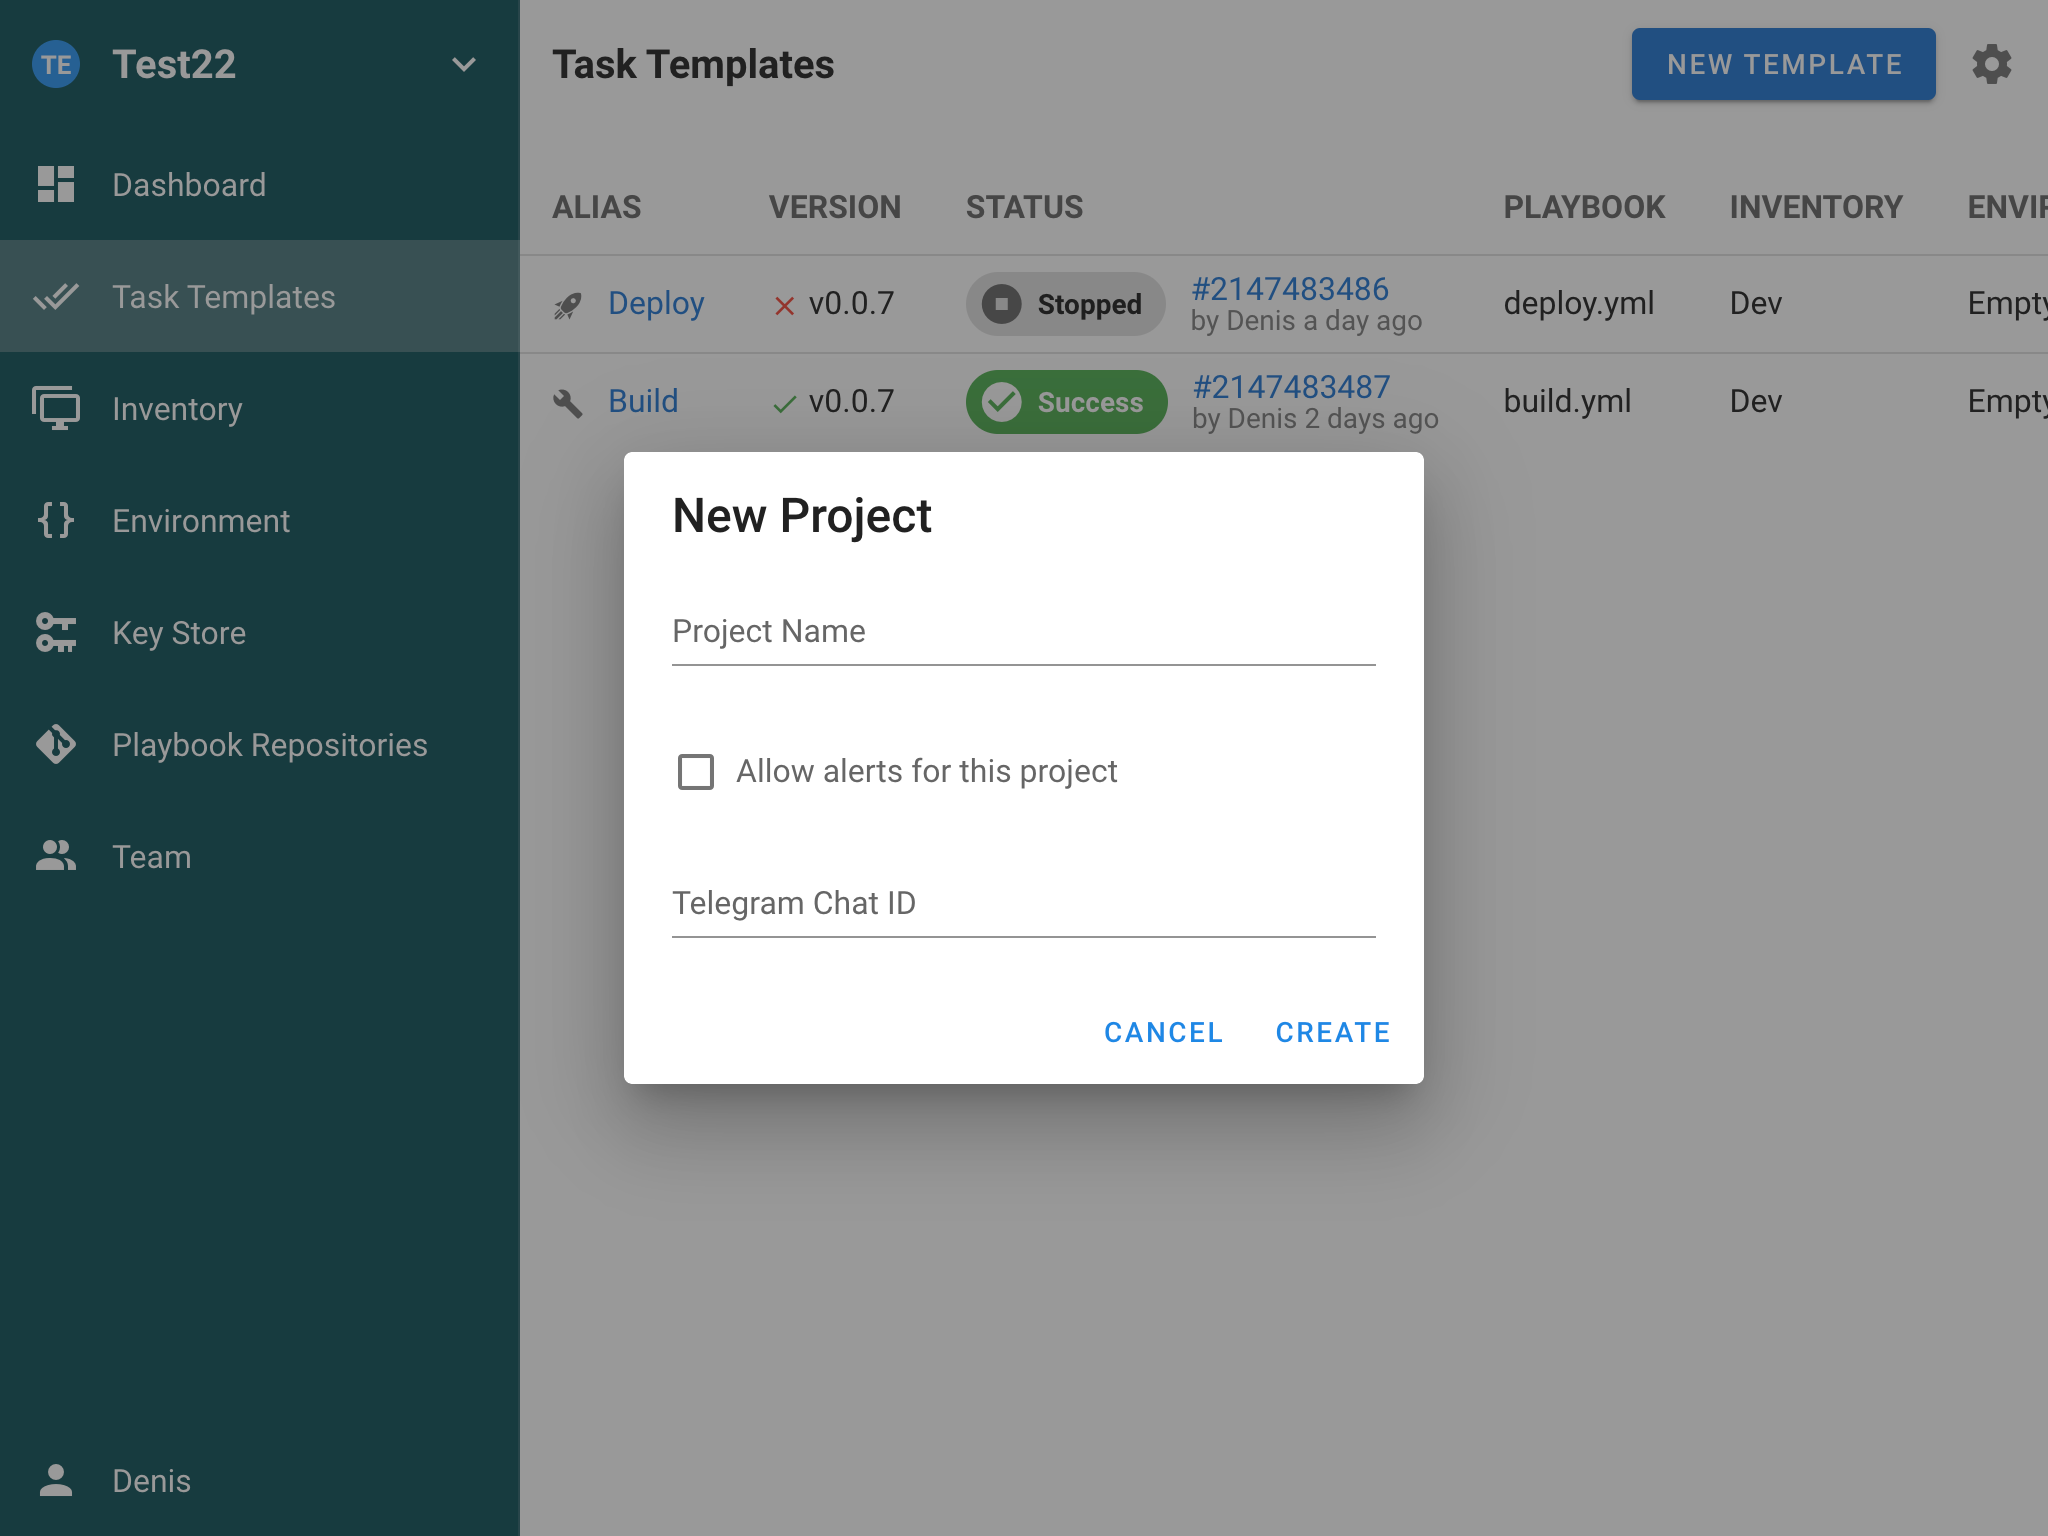 TE Test22
Dashboard
Task Templates
Inventory
Environment
Key Store
Playbook Repositories
Team
Denis
Task Templates
NEW TEMPLATE
ALIAS VERSION STATUS PLAYBOOK INVENTORY ENVI
Deploy v0.0.7 Stopped #2147483486 deploy.yml Dev Empty
by Denis a day ago
Build v0.0.7 Success #2147483487 build.yml Dev Empty
by Denis 2 days ago
New Project
Project Name
Allow alerts for this project
Telegram Chat ID
CANCEL CREATE